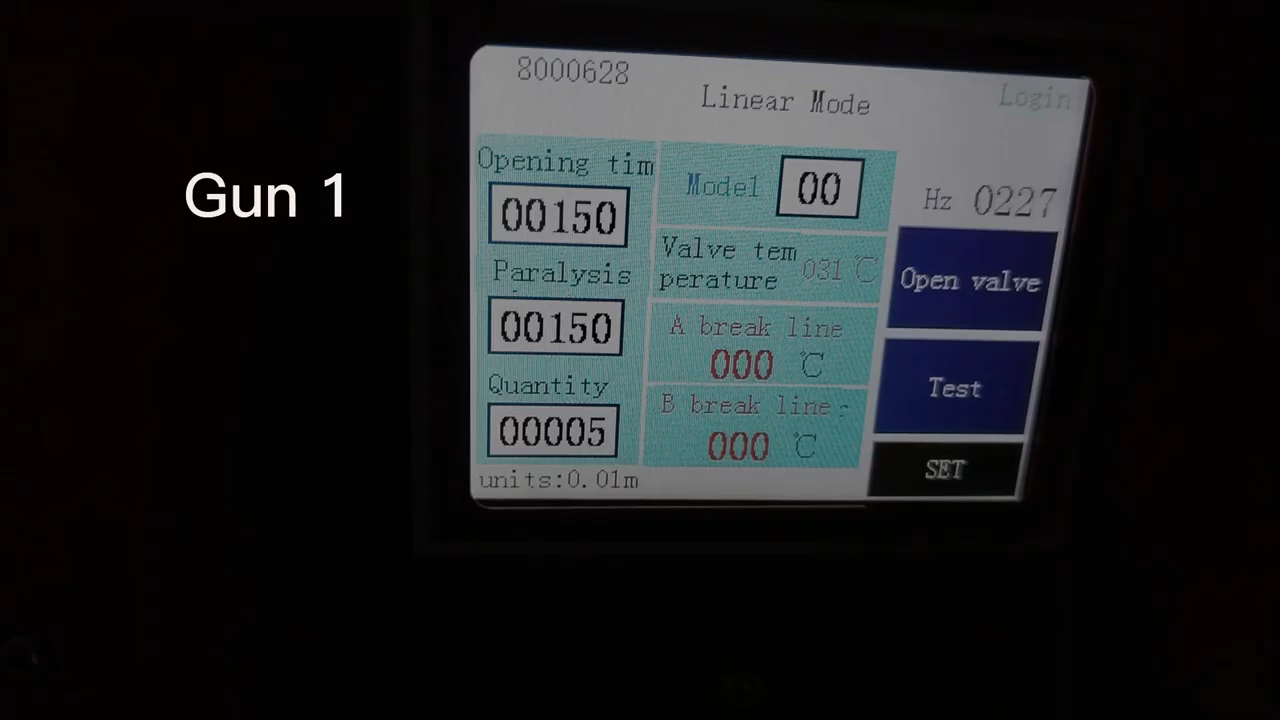 8000628
Linear Mode
Login
Gun 1
Opening tim
00150
Paralysis
00150
Quantity
00005
units:0.01m
Model 00
Valve tem
perature 031 ℃
A break line
000 ℃
B break line
000 ℃
Hz 0227
Open valve
Test
SET